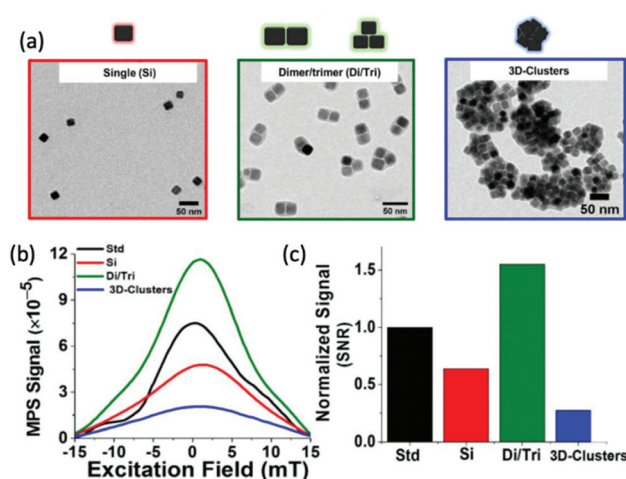 (a)
Single (Si)
50 nm
Dimer/trimer (Di/Tri)
50 nm
3D-Clusters
50 nm
(b)
MPS Signal (×10⁻⁵)
12
9
6
3
0
Std
Si
Di/Tri
3D-Clusters
-15 -10 -5 0 5 10 15
Excitation Field (mT)
(c)
Normalized Signal
(SNR)
1.5
1.0
0.5
0.0
Std Si Di/Tri 3D-Clusters